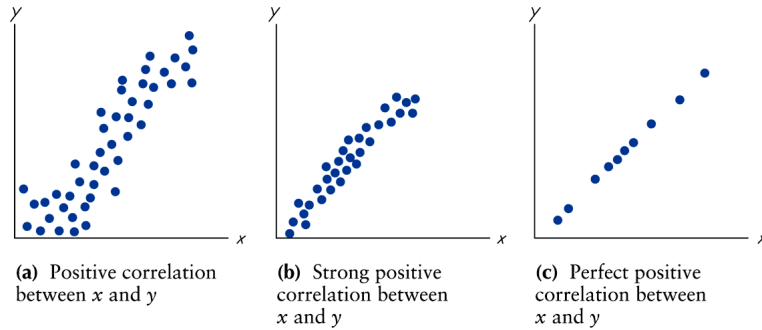 y
x
(a) Positive correlation
between x and y
y
x
(b) Strong positive
correlation between
x and y
y
x
(c) Perfect positive
correlation between
x and y